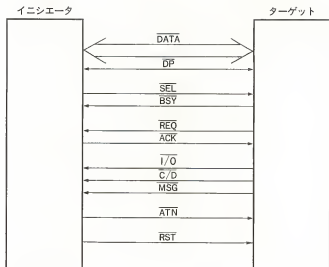 イニシエータ ターゲット
DATA
DP
SEL
BSY
REQ
ACK
I/O
C/D
MSG
ATN
RST